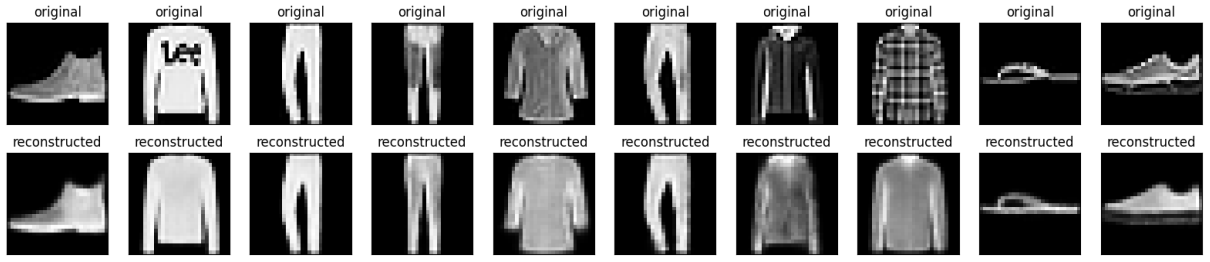 original original original original original original original original original original
Lee
reconstructed reconstructed reconstructed reconstructed reconstructed reconstructed reconstructed reconstructed reconstructed reconstructed